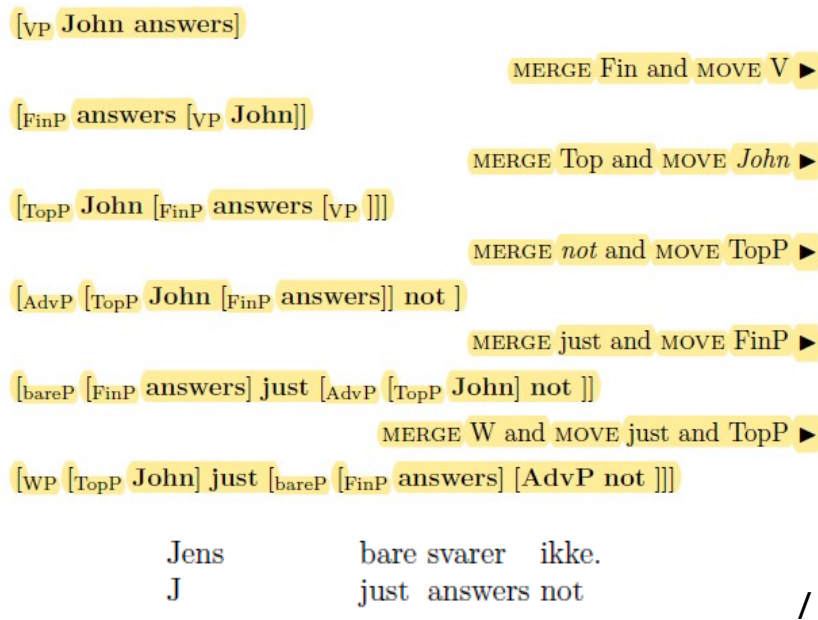 [VP John answers]
MERGE Fin and MOVE V ►
[FinP answers [VP John]]
MERGE Top and MOVE John ►
[TopP John [FinP answers [VP ]]]
MERGE not and MOVE TopP ►
[AdvP [TopP John [FinP answers]] not ]
MERGE just and MOVE FinP ►
[bareP [FinP answers] just [AdvP [TopP John] not ]]
MERGE W and MOVE just and TopP ►
[WP [TopP John] just [bareP [FinP answers] [AdvP not ]]]
Jens bare svarer ikke.
J just answers not
/